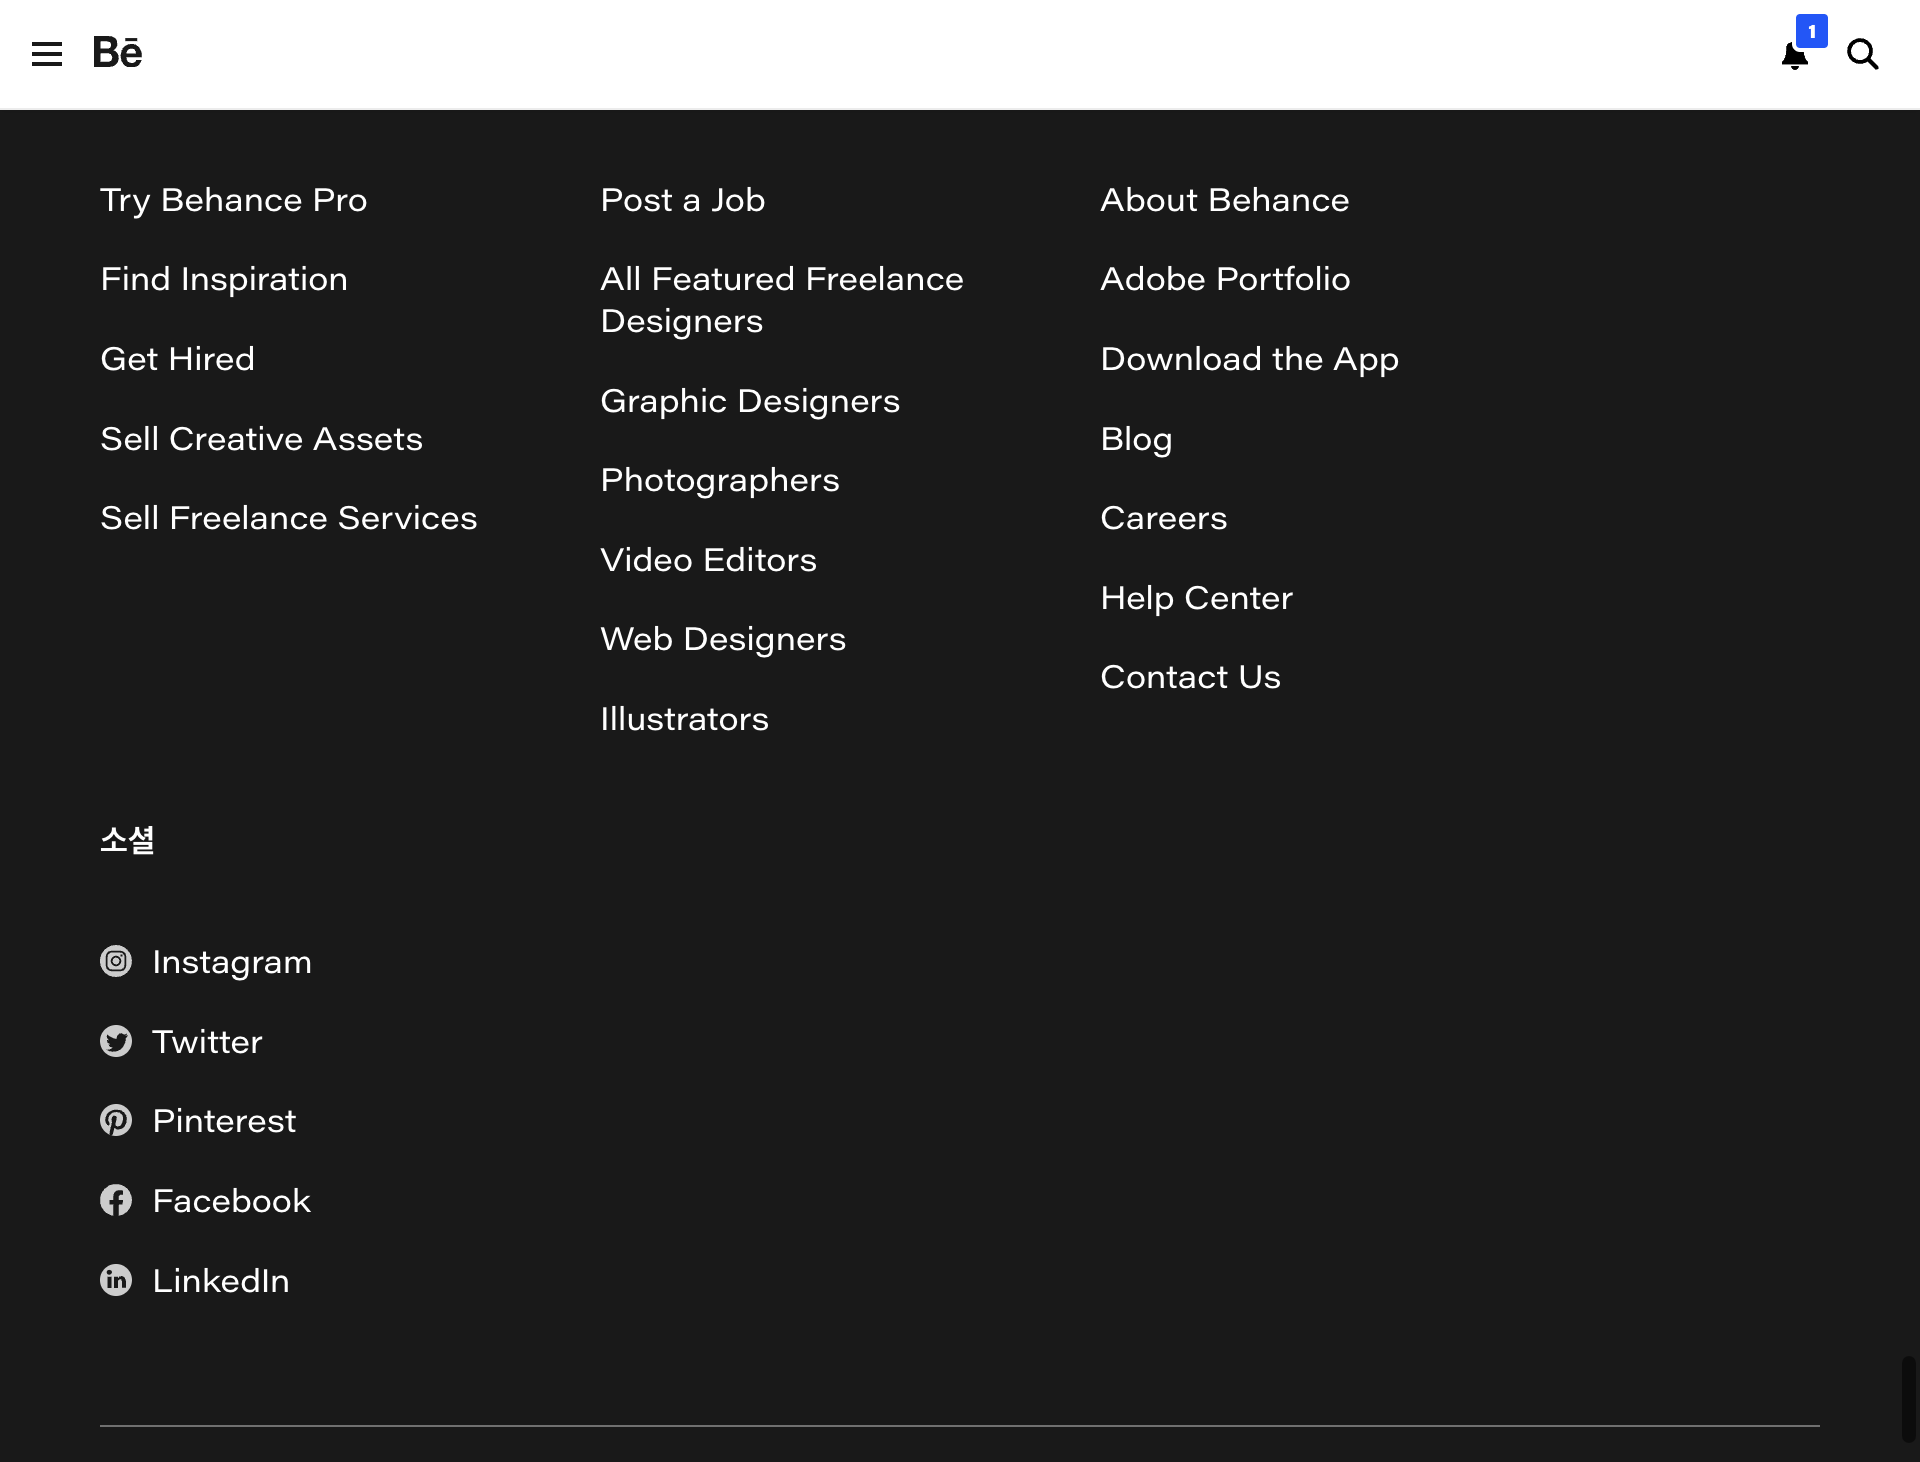 Bē
1
Try Behance Pro
Find Inspiration
Get Hired
Sell Creative Assets
Sell Freelance Services
Post a Job
All Featured Freelance
Designers
Graphic Designers
Photographers
Video Editors
Web Designers
Illustrators
About Behance
Adobe Portfolio
Download the App
Blog
Careers
Help Center
Contact Us
소셜
Instagram
Twitter
Pinterest
Facebook
LinkedIn